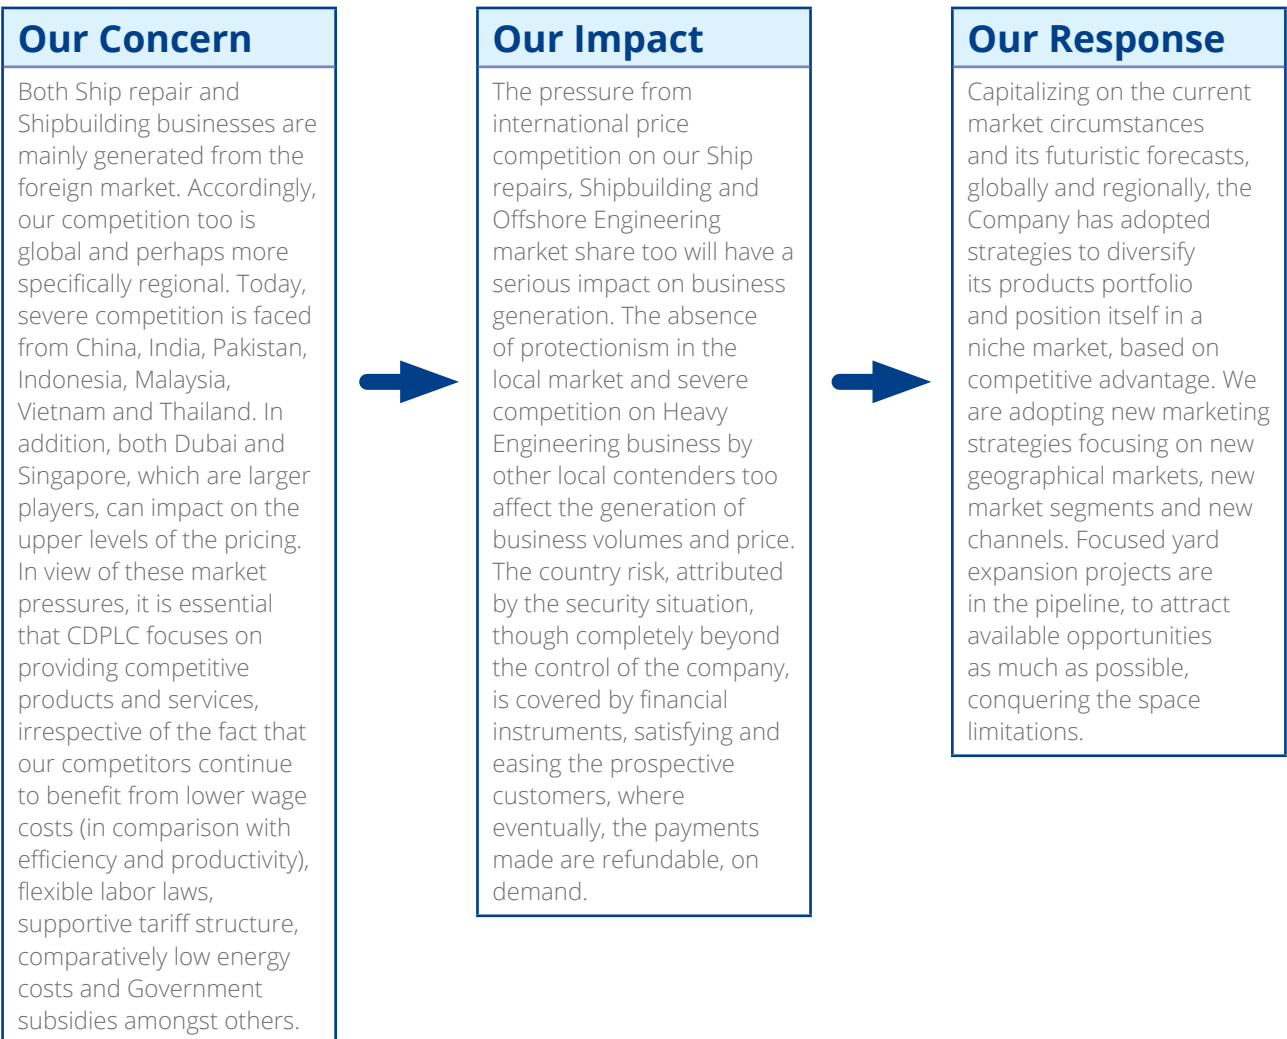 Our Concern
Both Ship repair and
Shipbuilding businesses are
mainly generated from the
foreign market. Accordingly,
our competition too is
global and perhaps more
specifically regional. Today,
severe competition is faced
from China, India, Pakistan,
Indonesia, Malaysia,
Vietnam and Thailand. In
addition, both Dubai and
Singapore, which are larger
players, can impact on the
upper levels of the pricing.
In view of these market
pressures, it is essential
that CDPLC focuses on
providing competitive
products and services,
irrespective of the fact that
our competitors continue
to benefit from lower wage
costs (in comparison with
efficiency and productivity),
flexible labor laws,
supportive tariff structure,
comparatively low energy
costs and Government
subsidies amongst others.
Our Impact
The pressure from
international price
competition on our Ship
repairs, Shipbuilding and
Offshore Engineering
market share too will have a
serious impact on business
generation. The absence
of protectionism in the
local market and severe
competition on Heavy
Engineering business by
other local contenders too
affect the generation of
business volumes and price.
The country risk, attributed
by the security situation,
though completely beyond
the control of the company,
is covered by financial
instruments, satisfying and
easing the prospective
customers, where
eventually, the payments
made are refundable, on
demand.
Our Response
Capitalizing on the current
market circumstances
and its futuristic forecasts,
globally and regionally, the
Company has adopted
strategies to diversify
its products portfolio
and position itself in a
niche market, based on
competitive advantage. We
are adopting new marketing
strategies focusing on new
geographical markets, new
market segments and new
channels. Focused yard
expansion projects are
in the pipeline, to attract
available opportunities
as much as possible,
conquering the space
limitations.